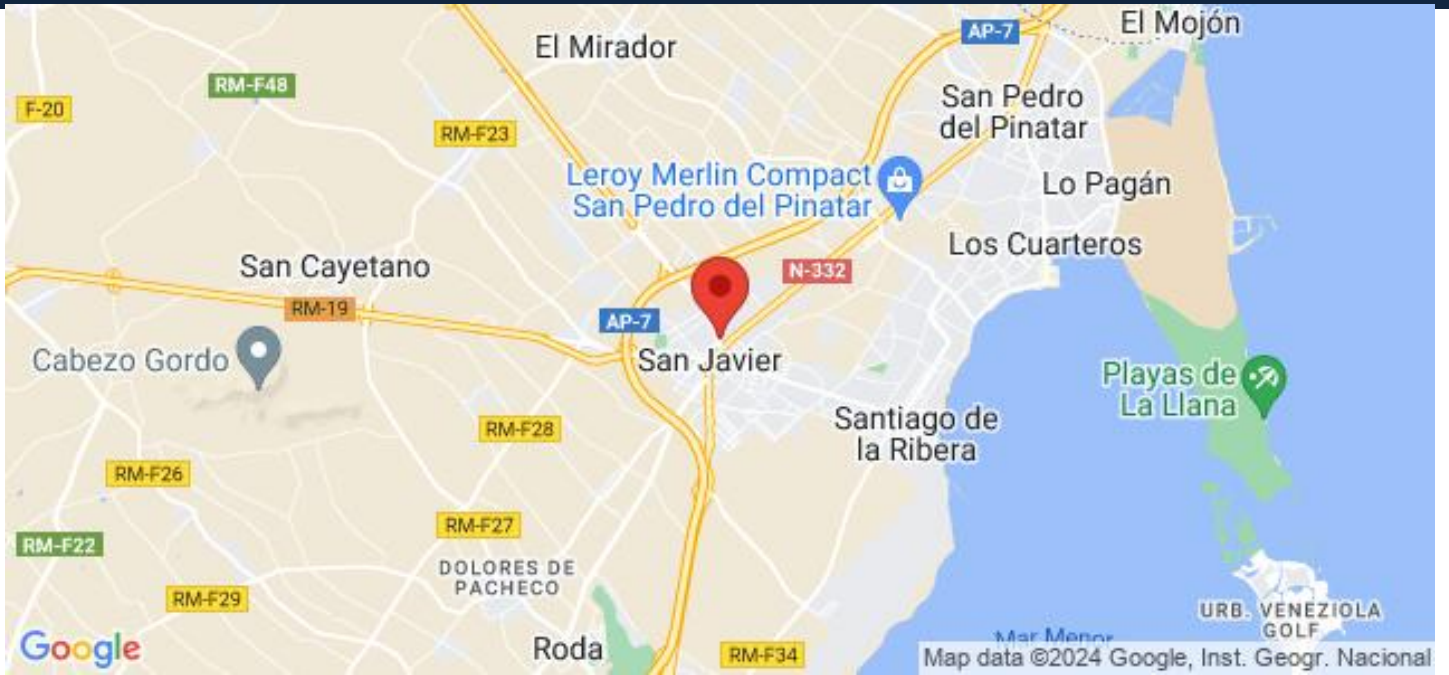 El Mojón
AP-7
El Mirador
RM-F48
F-20
San Pedro
del Pinatar
RM-F23
Leroy Merlin Compact
San Pedro del Pinatar
Lo Pagán
Los Cuarteros
San Cayetano
N-332
RM-19
AP-7
Cabezo Gordo
San Javier
Playas de
La Llana
Santiago de
la Ribera
RM-F28
RM-F26
RM-F27
RM-F22
DOLORES DE
PACHECO
RM-F29
URB. VENEZIOLA
GOLF
Google
Roda
RM-F34
Mar Menor
Map data ©2024 Google, Inst. Geogr. Nacional